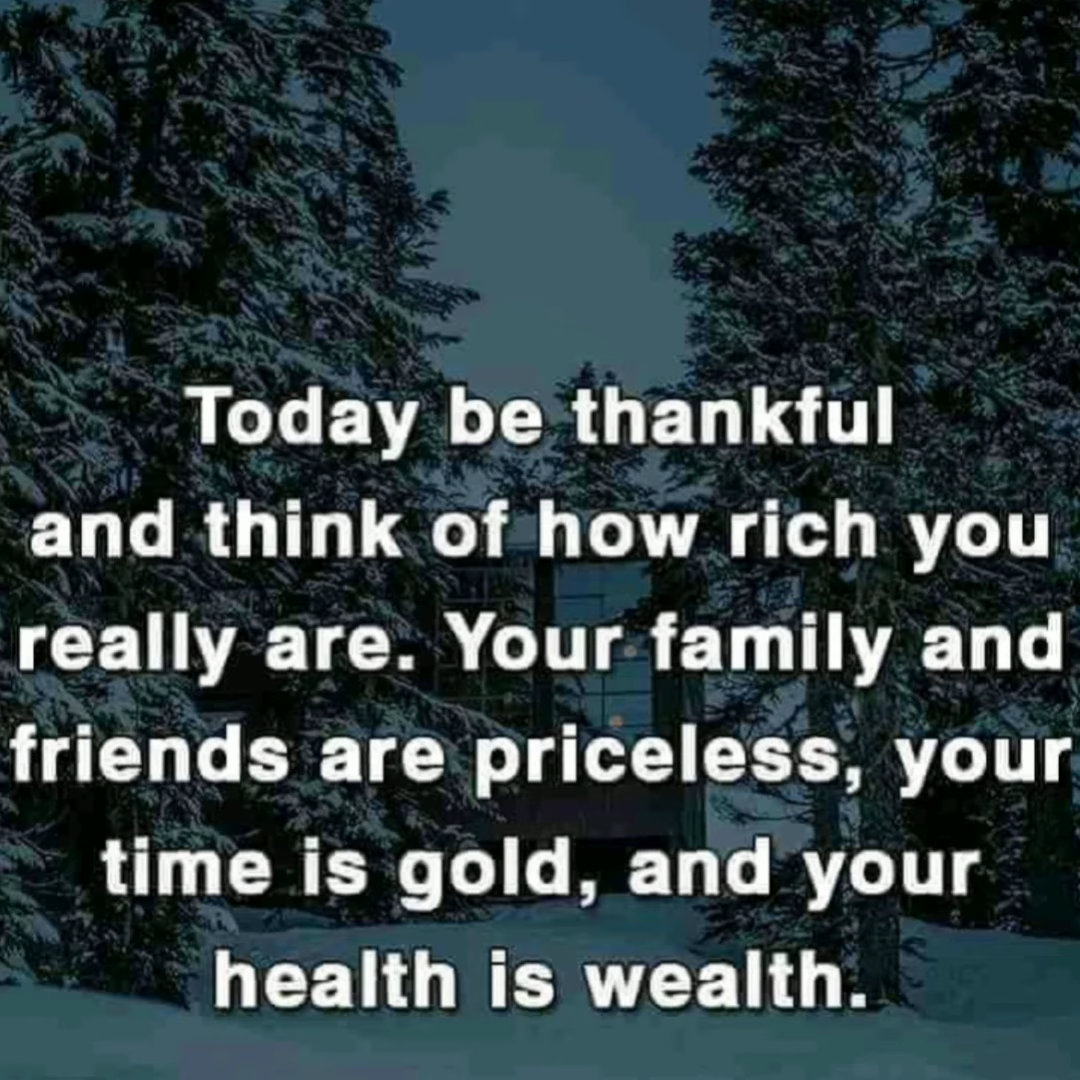 Today be thankful
and think of how rich you
really are. Your family and
friends are priceless, your
time is gold, and your
health is wealth.